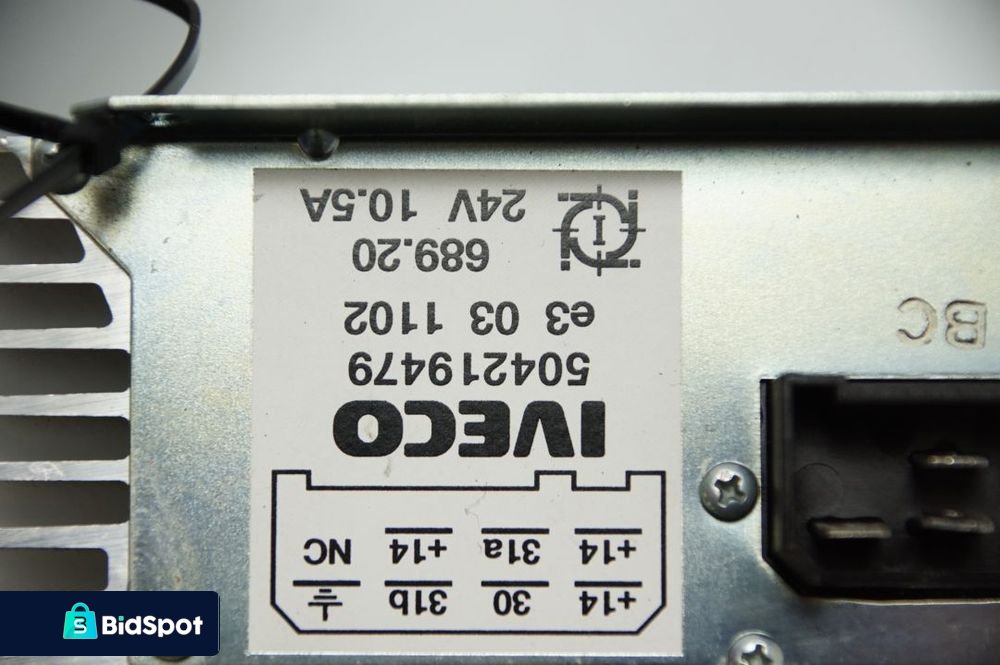 +14 30 31b
+14 31a +14 NC
IVECO
504219479
e3 03 1102
689.20
24V 10.5A
BC
BidSpot